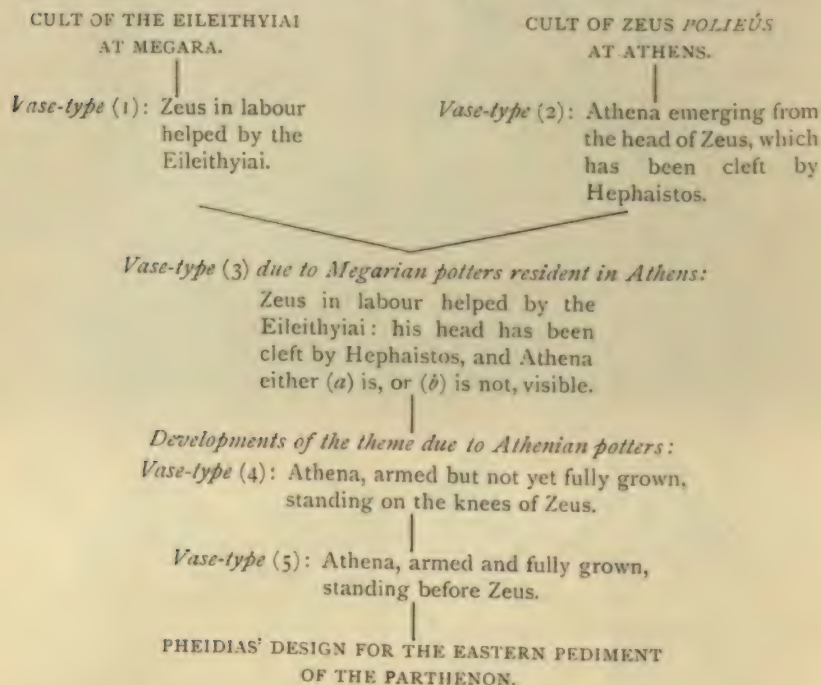 CULT OF THE EILEITHYIAI
AT MEGARA.
Vase-type (1): Zeus in labour
helped by the
Eileithyiai.
CULT OF ZEUS POLIEÚS
AT ATHENS.
Vase-type (2): Athena emerging from
the head of Zeus, which
has been cleft by
Hephaistos.
Vase-type (3) due to Megarian potters resident in Athens:
Zeus in labour helped by the
Eileithyiai: his head has been
cleft by Hephaistos, and Athena
either (a) is, or (b) is not, visible.
Developments of the theme due to Athenian potters:
Vase-type (4): Athena, armed but not yet fully grown,
standing on the knees of Zeus.
Vase-type (5): Athena, armed and fully grown,
standing before Zeus.
PHEIDIAS' DESIGN FOR THE EASTERN PEDIMENT
OF THE PARTHENON.